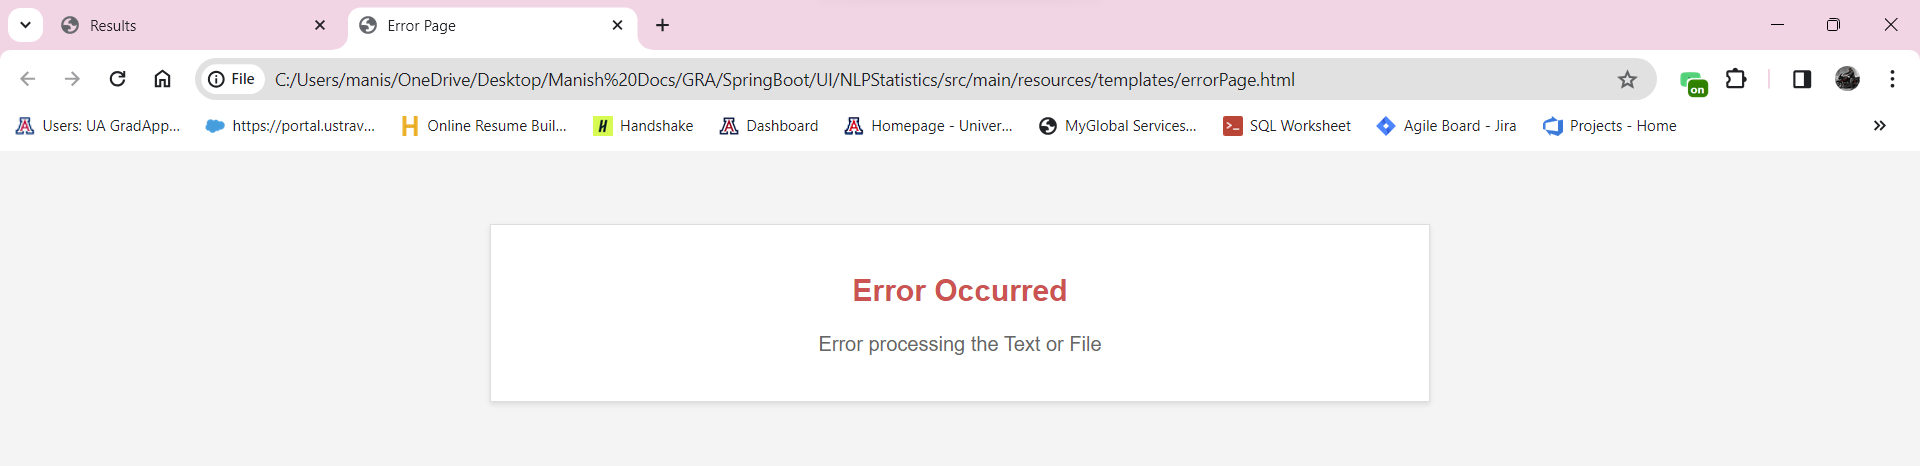 Results
Error Page
File
C:/Users/manis/OneDrive/Desktop/Manish%20Docs/GRA/SpringBoot/UI/NLPStatistics/src/main/resources/templates/errorPage.html
on
Users: UA GradApp...
https://portal.ustrav...
Online Resume Buil...
Handshake
Dashboard
Homepage - Univer...
MyGlobal Services...
SQL Worksheet
Agile Board - Jira
Projects - Home
Error Occurred
Error processing the Text or File